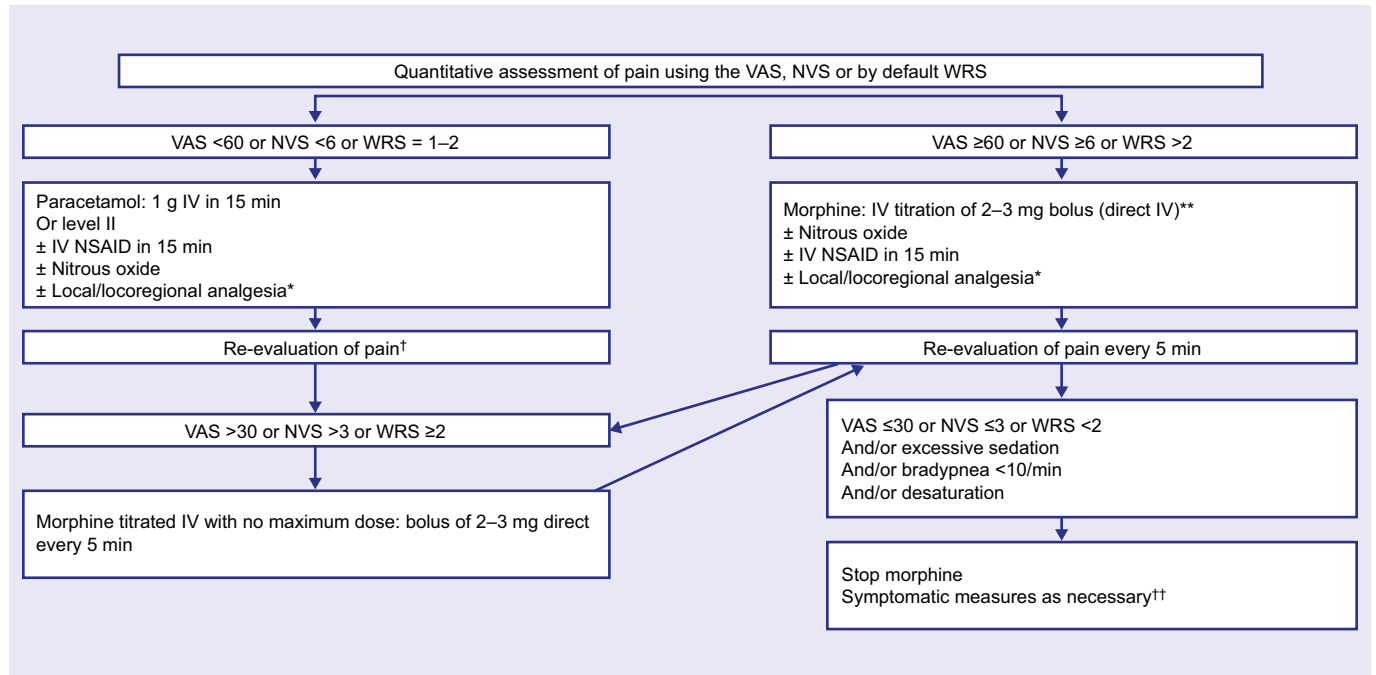 Quantitative assessment of pain using the VAS, NVS or by default WRS
VAS <60 or NVS <6 or WRS = 1–2
Paracetamol: 1 g IV in 15 min
Or level II
± IV NSAID in 15 min
± Nitrous oxide
± Local/locoregional analgesia*
Re-evaluation of pain†
VAS >30 or NVS >3 or WRS ≥2
Morphine titrated IV with no maximum dose: bolus of 2–3 mg direct
every 5 min
VAS ≥60 or NVS ≥6 or WRS >2
Morphine: IV titration of 2–3 mg bolus (direct IV)**
± Nitrous oxide
± IV NSAID in 15 min
± Local/locoregional analgesia*
Re-evaluation of pain every 5 min
VAS ≤30 or NVS ≤3 or WRS <2
And/or excessive sedation
And/or bradypnea <10/min
And/or desaturation
Stop morphine
Symptomatic measures as necessary††